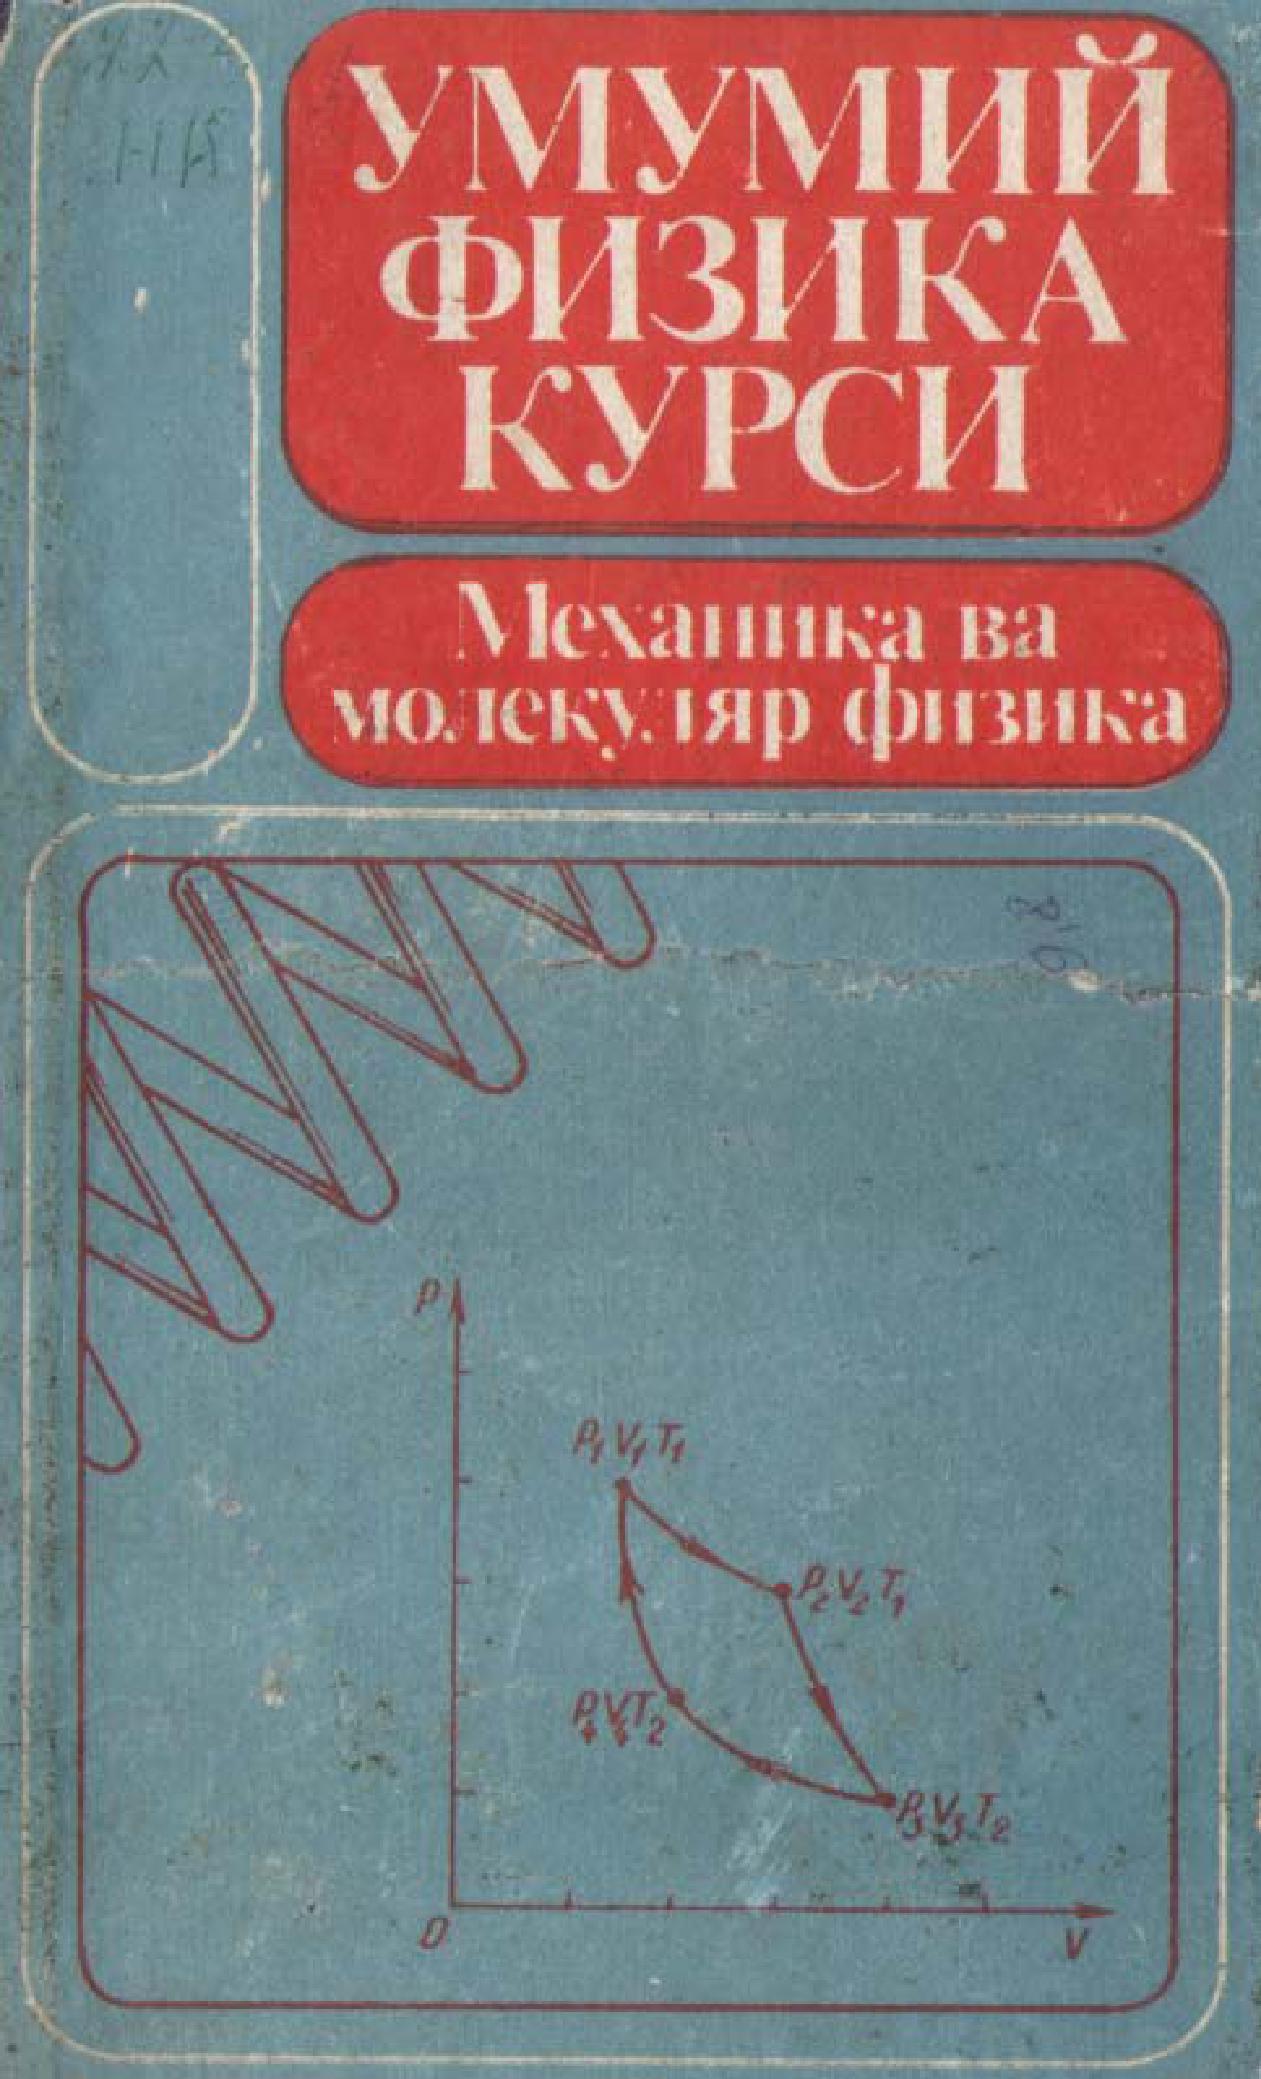 УМУМИЙ
ФИЗИКА
КУРСИ
Механика ва
молекуляр физика
P
P₁V₁T₁
P₂V₂T₁
P₄V₄T₂
P₃V₃T₂
0
V